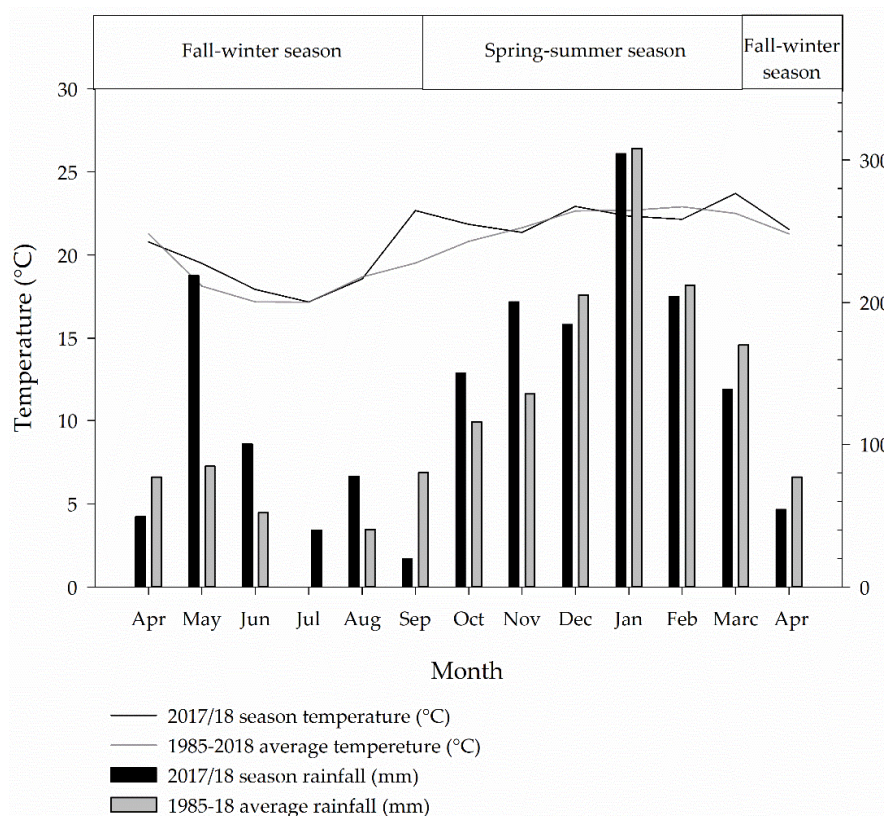 Fall-winter season
Spring-summer season
Fall-winter
season
30
25
20
15
10
5
0
Temperature (°C)
300
200
100
0
Apr May Jun Jul Aug Sep Oct Nov Dec Jan Feb Marc Apr
Month
2017/18 season temperature (°C)
1985-2018 average tempereture (°C)
2017/18 season rainfall (mm)
1985-18 average rainfall (mm)